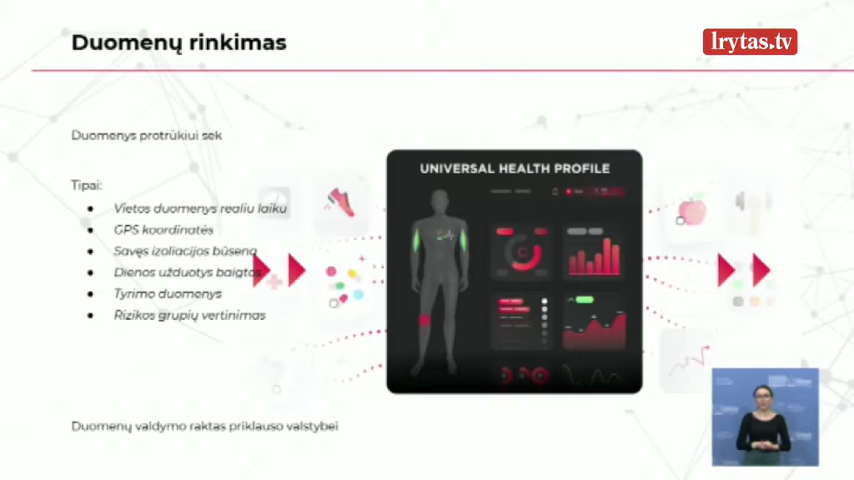 Duomenų rinkimas
lrytas.tv
Duomenys protrūkiui sek
Tipai:
Vietos duomenys realiu laiku
GPS koordinatės
Savęs izoliacijos būsena
Dienos užduotys baigtos
Tyrimo duomenys
Rizikos grupių vertinimas
UNIVERSAL HEALTH PROFILE
Duomenų valdymo raktas priklauso valstybei